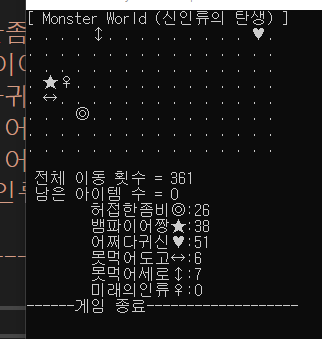 [ Monster World (신인류의 탄생) ]
. . . . ↕ . . . . . . . . . ♥ .
. . . . . . . . . . . . . . . .
. . . . . . . . . . . . . . . .
. ★ ♀ . . . . . . . . . . . . .
. ↔ . . . . . . . . . . . . . .
. . . ◎ . . . . . . . . . . . .
. . . . . . . . . . . . . . . .
. . . . . . . . . . . . . . . .
전체 이동 횟수 = 361
남은 아이템 수 = 0
허접한좀비◎:26
뱀파이어짱★:38
어쩌다귀신♥:51
못먹어도고↔:6
못먹어세로↕:7
미래의인류♀:0
------게임 종료-------------------